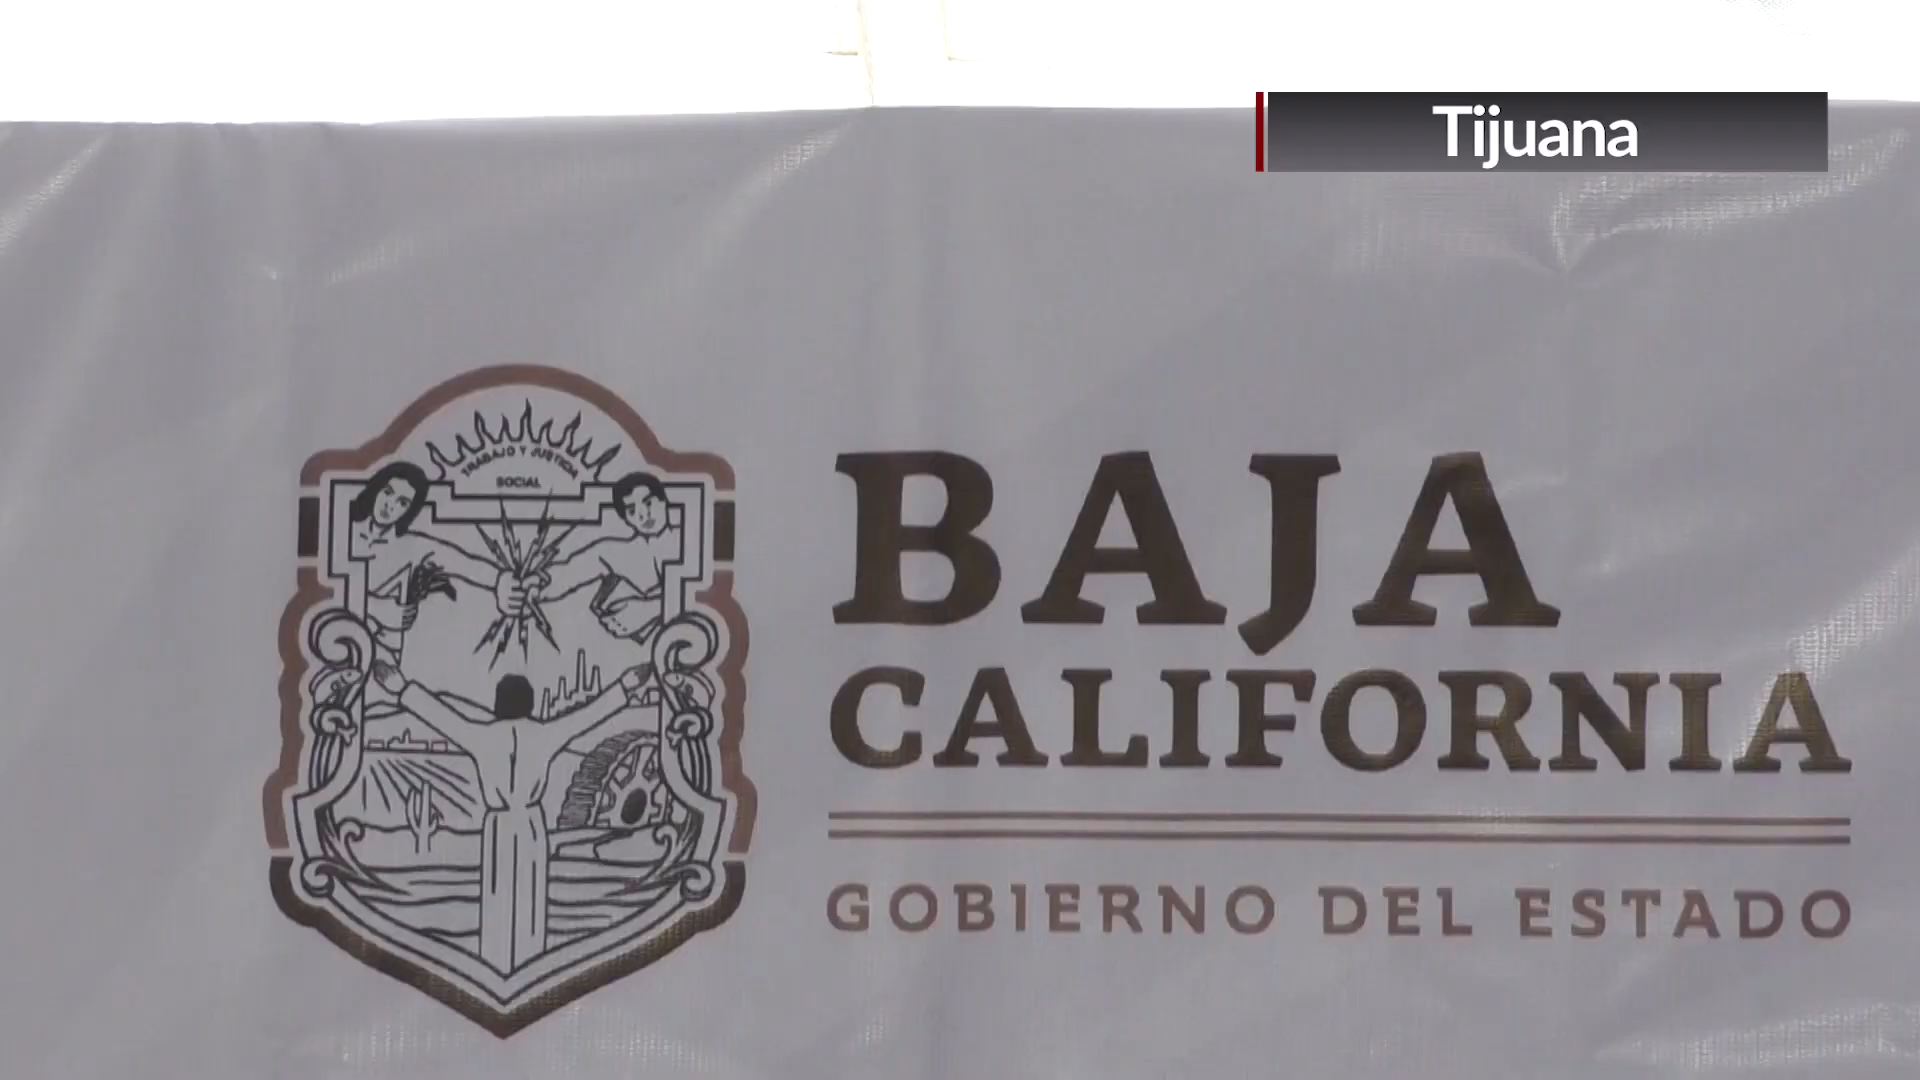 Tijuana
TRABAJO Y JUSTICIA
SOCIAL
BAJA
CALIFORNIA
GOBIERNO DEL ESTADO